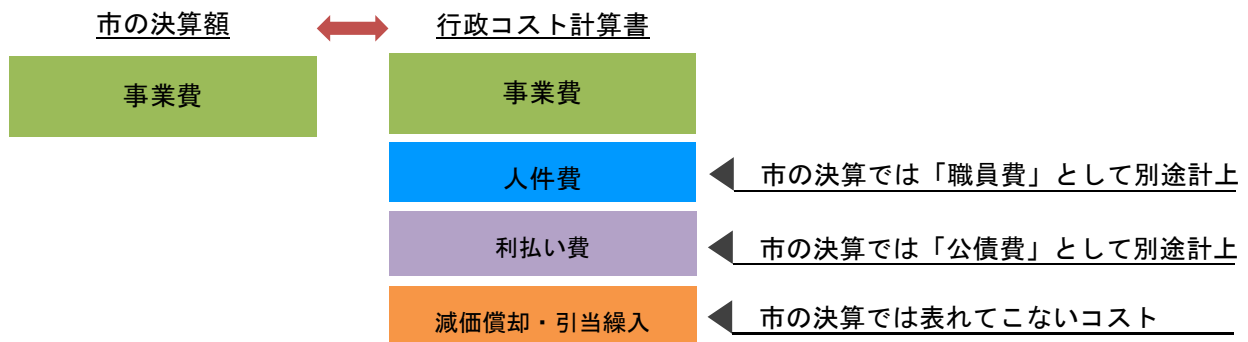 市の決算額
行政コスト計算書
事業費
事業費
人件費
市の決算では「職員費」として別途計上
利払い費
市の決算では「公債費」として別途計上
減価償却・引当繰入
市の決算では表れてこないコスト